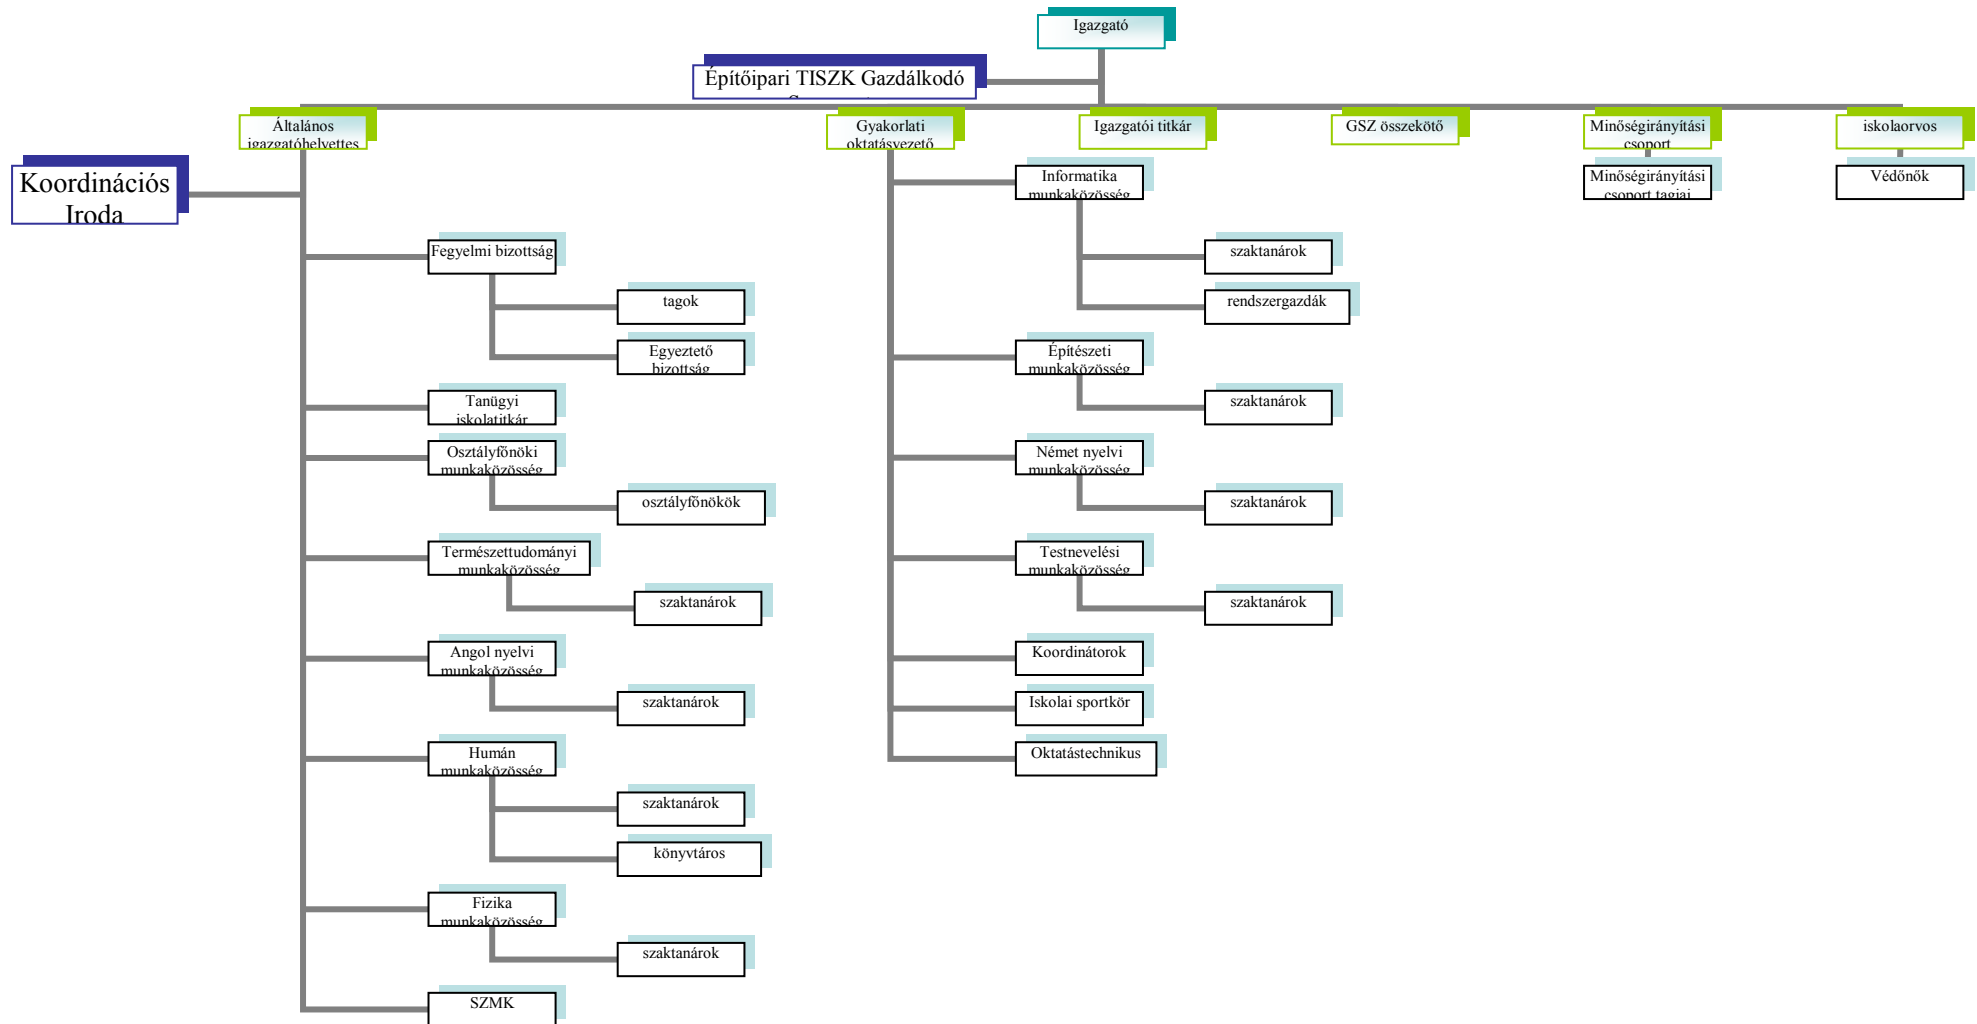 Igazgató
Építőipari TISZK Gazdálkodó
Általános
igazgatóhelyettes
Gyakorlati
oktatásvezető
Igazgatói titkár
GSZ összekötő
Minőségirányítási
csoport
iskolaorvos
Koordinációs
Iroda
Informatika
munkaközösség
Minőségirányítási
csoport tagjai
Védőnők
Fegyelmi bizottság
szaktanárok
tagok
rendszergazdák
Egyeztető
bizottság
Építészeti
munkaközösség
Tanügyi
iskolatitkár
szaktanárok
Osztályfőnöki
munkaközösség
Német nyelvi
munkaközösség
osztályfőnökök
szaktanárok
Természettudományi
munkaközösség
Testnevelési
munkaközösség
szaktanárok
szaktanárok
Angol nyelvi
munkaközösség
Koordinátorok
szaktanárok
Iskolai sportkör
Humán
munkaközösség
Oktatástechnikus
szaktanárok
könyvtáros
Fizika
munkaközösség
szaktanárok
SZMK